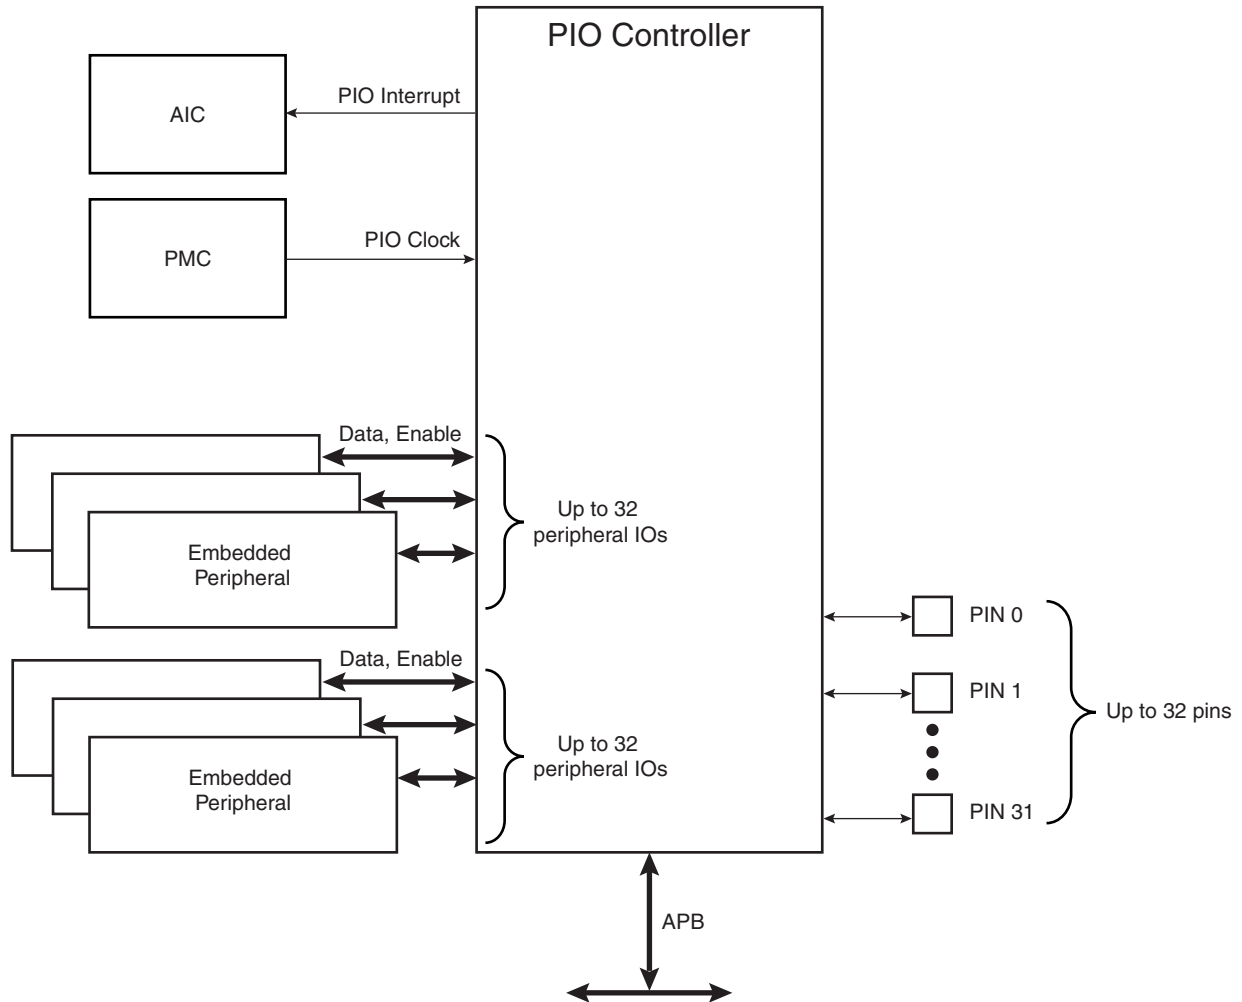 PIO Controller
PIO Interrupt
AIC
PIO Clock
PMC
Data, Enable
Up to 32
peripheral IOs
Embedded
Peripheral
PIN 0
Data, Enable
PIN 1
Up to 32 pins
Up to 32
peripheral IOs
Embedded
Peripheral
PIN 31
APB